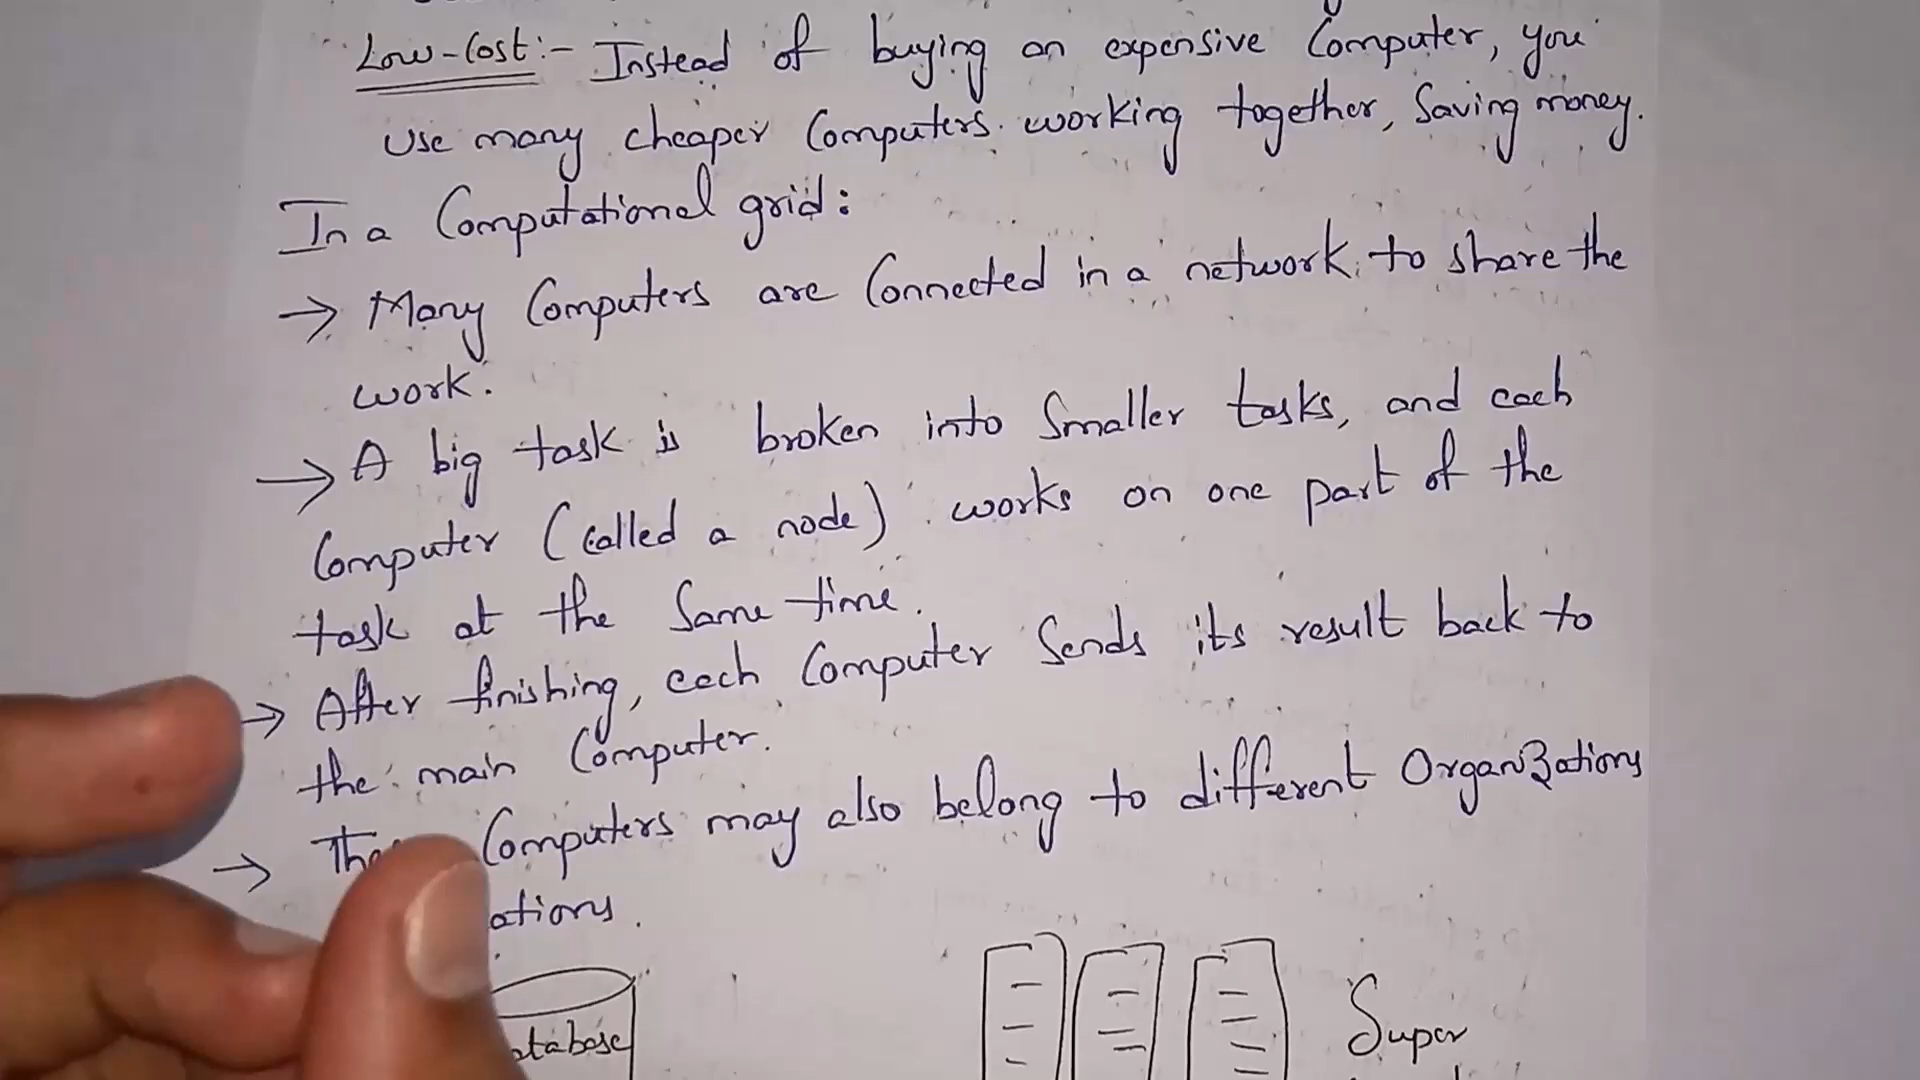 Low-Cost:- Instead of buying an expensive Computer, you
use many cheaper Computers working together, Saving money.
In a Computational grid:
→ Many Computers are Connected in a network to share the
work.
→ A big task is broken into Smaller tasks, and each
Computer (Called a node) works on one part of the
task at the Same time.
→ After finishing, each Computer Sends its result back to
the main Computer.
→ Computers may also belong to different Organizations
ations.
atabase
Super